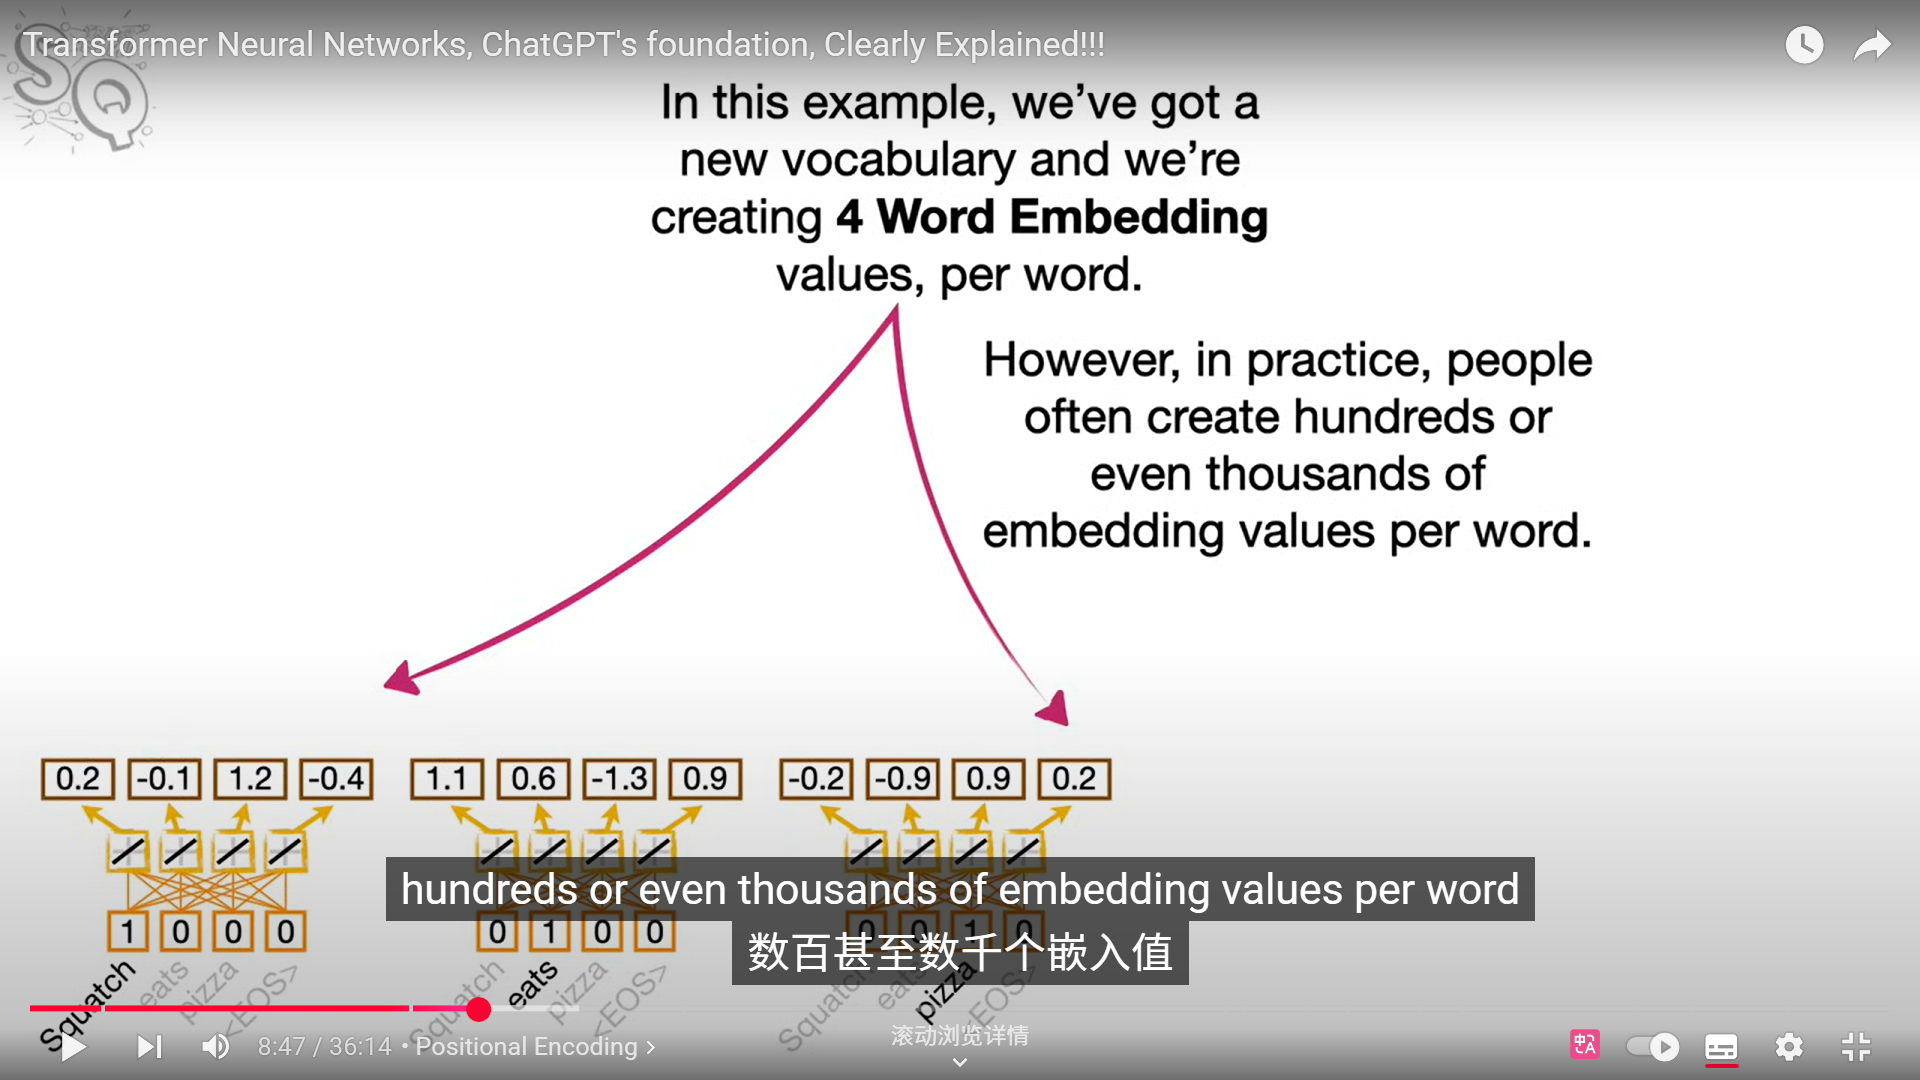 Transformer Neural Networks, ChatGPT's foundation, Clearly Explained!!!
SQ
In this example, we've got a
new vocabulary and we're
creating 4 Word Embedding
values, per word.
However, in practice, people
often create hundreds or
even thousands of
embedding values per word.
0.2 -0.1 1.2 -0.4 1.1 0.6 -1.3 0.9 -0.2 -0.9 0.9 0.2
hundreds or even thousands of embedding values per word
1 0 0 0 0 1 0 0 0 0 1 0
数百甚至数千个嵌入值
Squatch eats pizza <EOS> Squatch eats pizza <EOS> Squatch eats pizza <EOS>
滚动浏览详情
8:47 / 36:14 • Positional Encoding
中 A